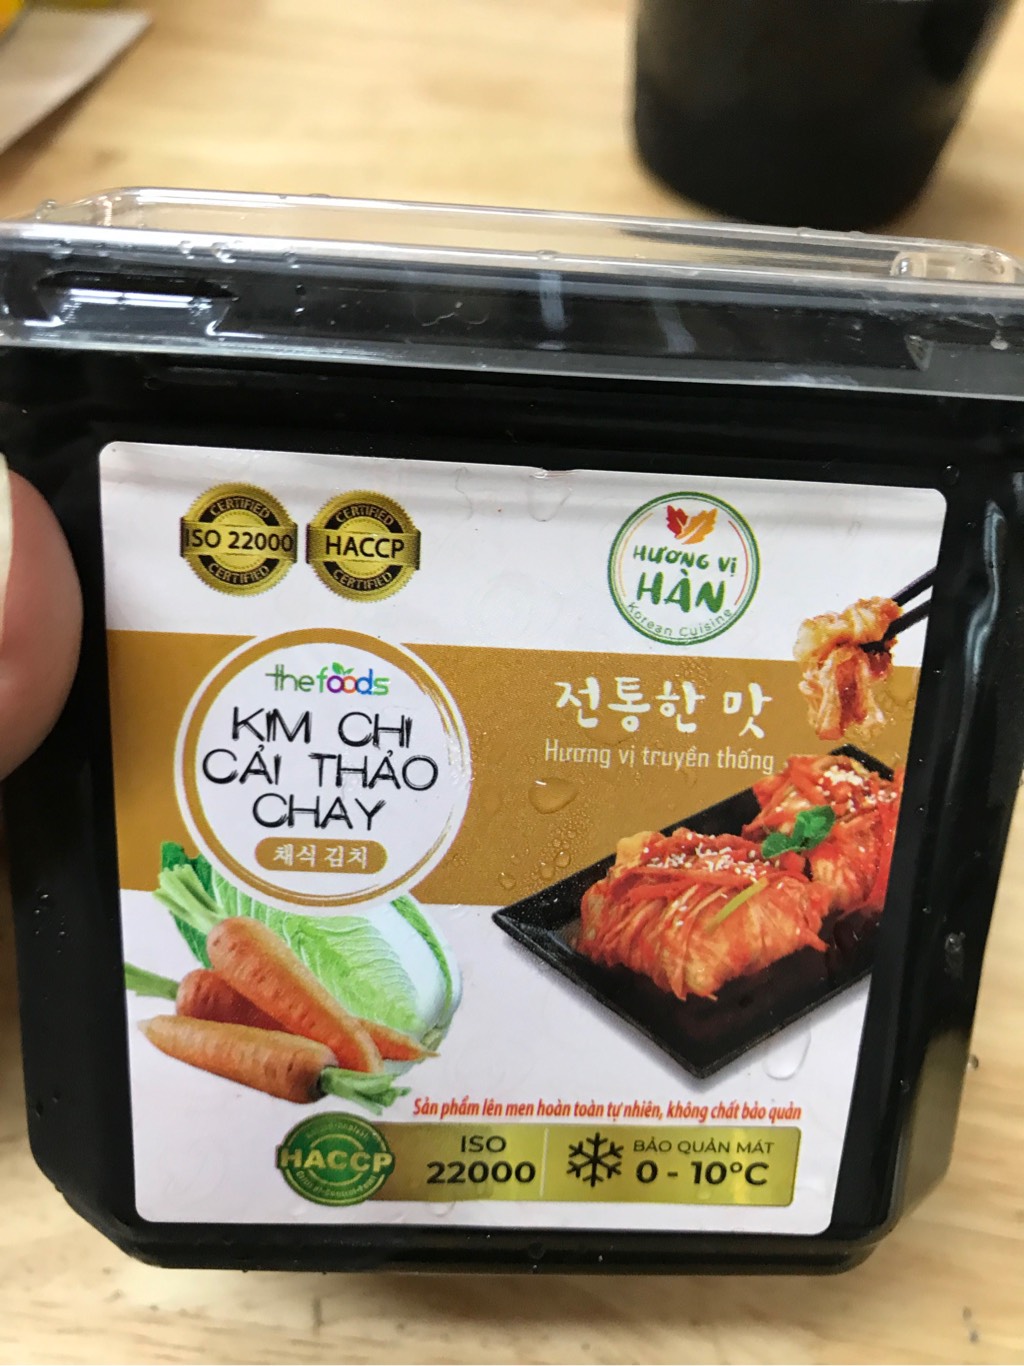 CERTIFIED
ISO 22000
CERTIFIED
CERTIFIED
HACCP
CERTIFIED
HƯƠNG VỊ
HÀN
Korean Cuisine
thefoods
KIM CHI
CẢI THẢO
CHAY
채식 김치
전통한 맛
Hương vị truyền thống
Sản phẩm lên men hoàn toàn tự nhiên, không chất bảo quản
HACCP
ISO
22000
BẢO QUẢN MÁT
0 - 10°C